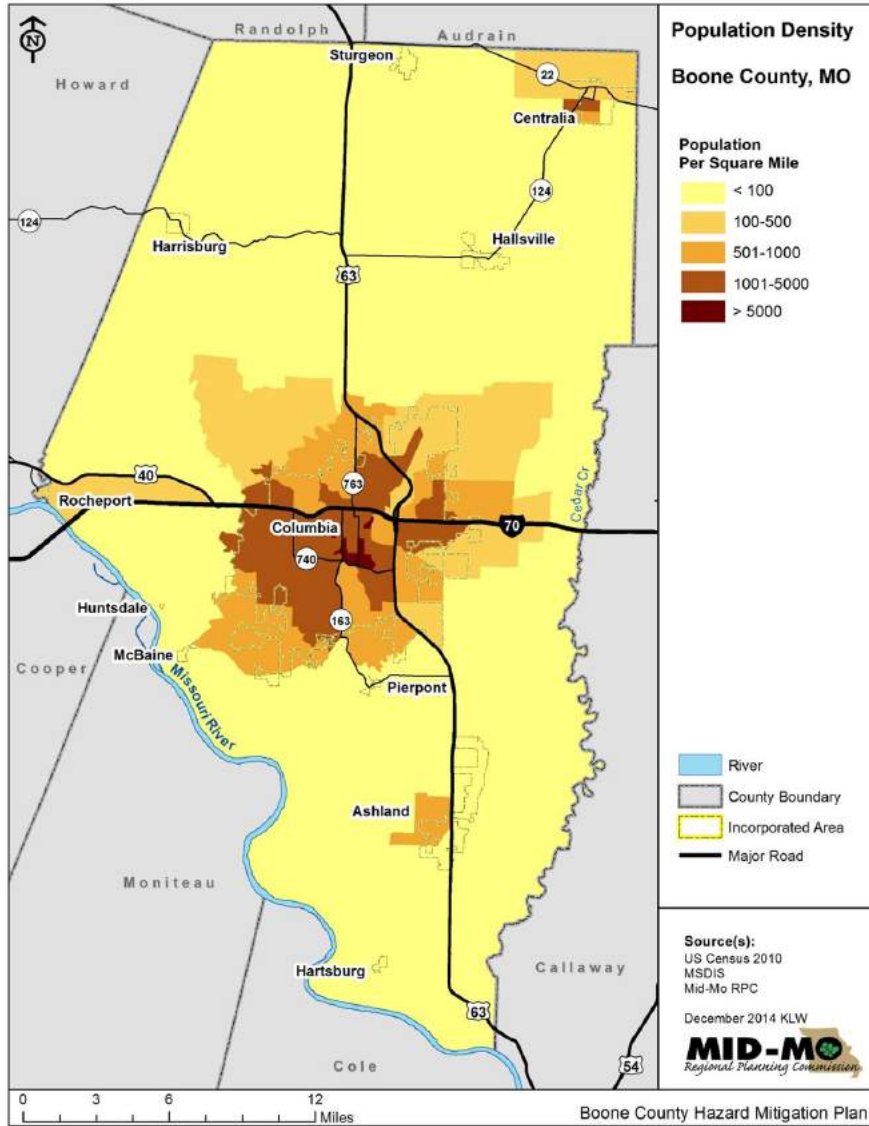 Population Density
Boone County, MO
Population
Per Square Mile
< 100
100-500
501-1000
1001-5000
> 5000
N
Randolph
Audrain
Sturgeon
Howard
22
Centralia
124
124
Harrisburg
Hallsville
63
40
763
Rocheport
Cedar Cr
Columbia
70
740
Huntsdale
163
McBaine
Cooper
Pierpont
Missouri River
Ashland
Moniteau
Hartsburg
Callaway
63
Cole
54
River
County Boundary
Incorporated Area
Major Road
Source(s):
US Census 2010
MSDIS
Mid-Mo RPC
December 2014 KLW
MID-MO
Regional Planning Commission
0 3 6 12
Miles
Boone County Hazard Mitigation Plan